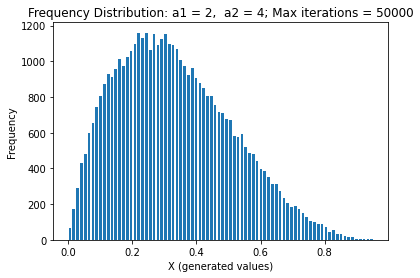 Frequency Distribution: a1 = 2,  a2 = 4; Max iterations = 50000
1200
1000
800
600
400
200
0
Frequency
0.0 0.2 0.4 0.6 0.8
X (generated values)